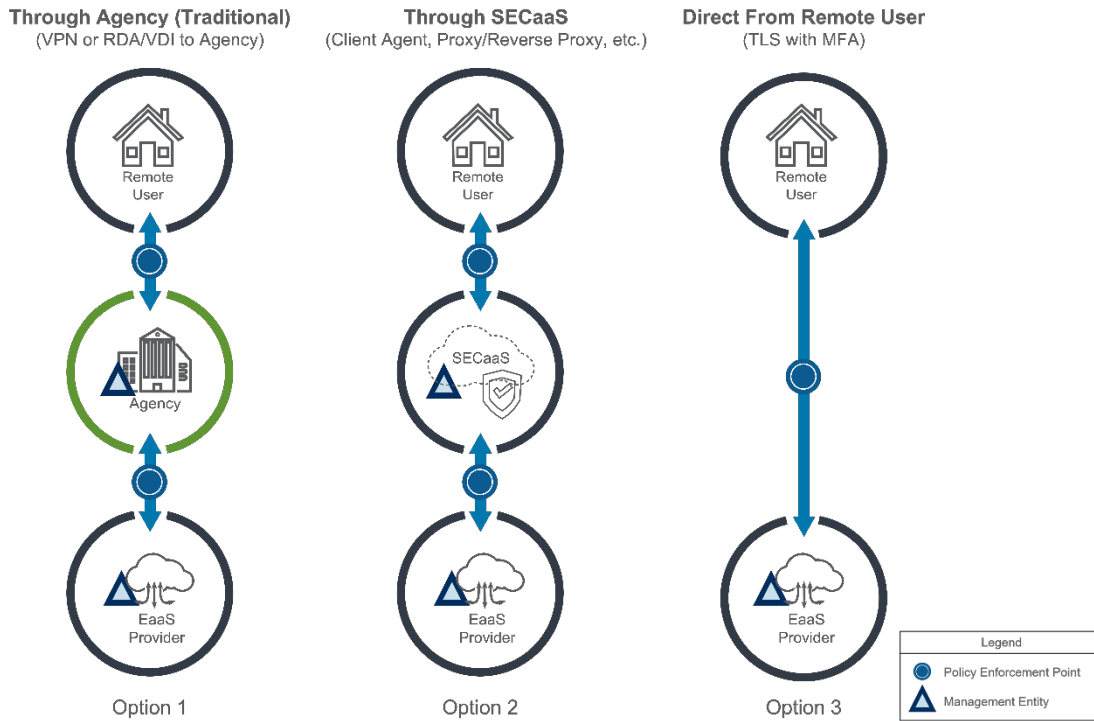 Through Agency (Traditional)
(VPN or RDA/VDI to Agency)
Remote
User
Agency
EaaS
Provider
Option 1
Through SECaaS
(Client Agent, Proxy/Reverse Proxy, etc.)
Remote
User
SECaaS
EaaS
Provider
Option 2
Direct From Remote User
(TLS with MFA)
Remote
User
EaaS
Provider
Option 3
Legend
Policy Enforcement Point
Management Entity